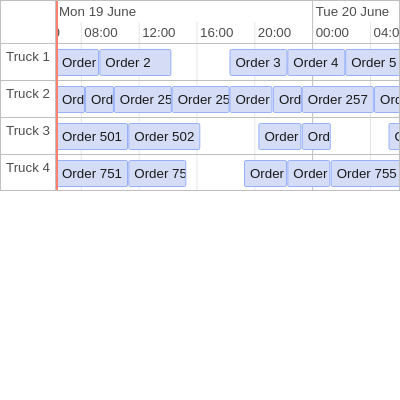 Mon 19 June Tue 20 June
08:00 12:00 16:00 20:00 00:00 04:0
Truck 1 Order Order 2 Order 3 Order 4 Order 5
Truck 2 Ord Ord Order 25 Order 25 Order Ord Order 257 Ord
Truck 3 Order 501 Order 502 Order Ord
Truck 4 Order 751 Order 75 Order Order Order 755